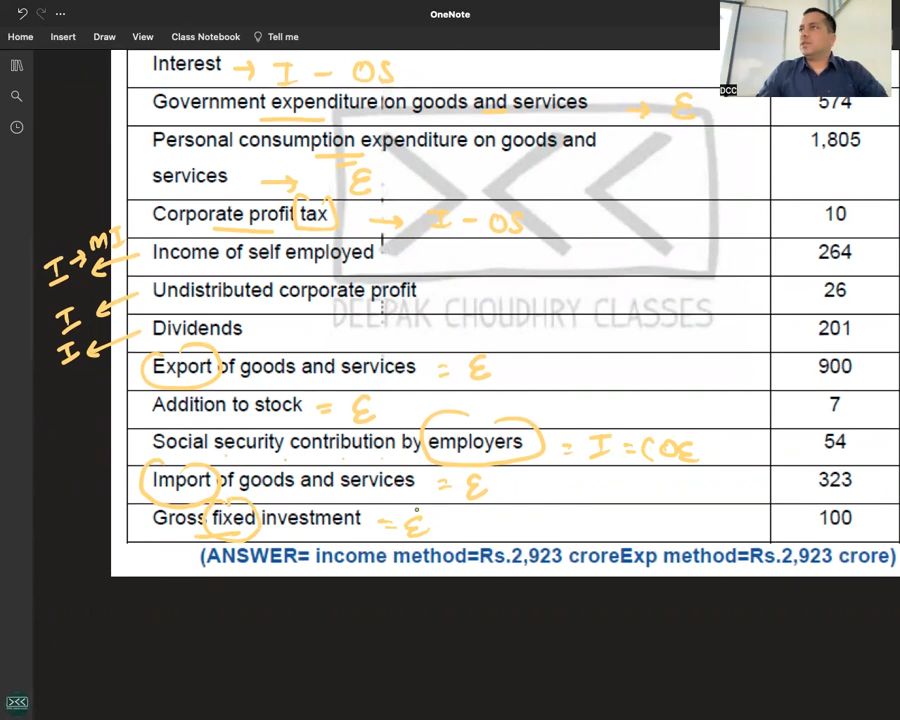 OneNote
Home Insert Draw View Class Notebook Tell me
DCC
Interest → I - OS
Government expenditure on goods and services → E 574
Personal consumption expenditure on goods and 1,805
services → E
Corporate profit tax → I - OS 10
I → MI Income of self employed 264
I Undistributed corporate profit 26
DEEPAK CHOUDHRY CLASSES
I Dividends 201
Export of goods and services = E 900
Addition to stock = E 7
Social security contribution by employers = I = COE 54
Import of goods and services = E 323
Gross fixed investment = E 100
(ANSWER= income method=Rs.2,923 croreExp method=Rs.2,923 crore)